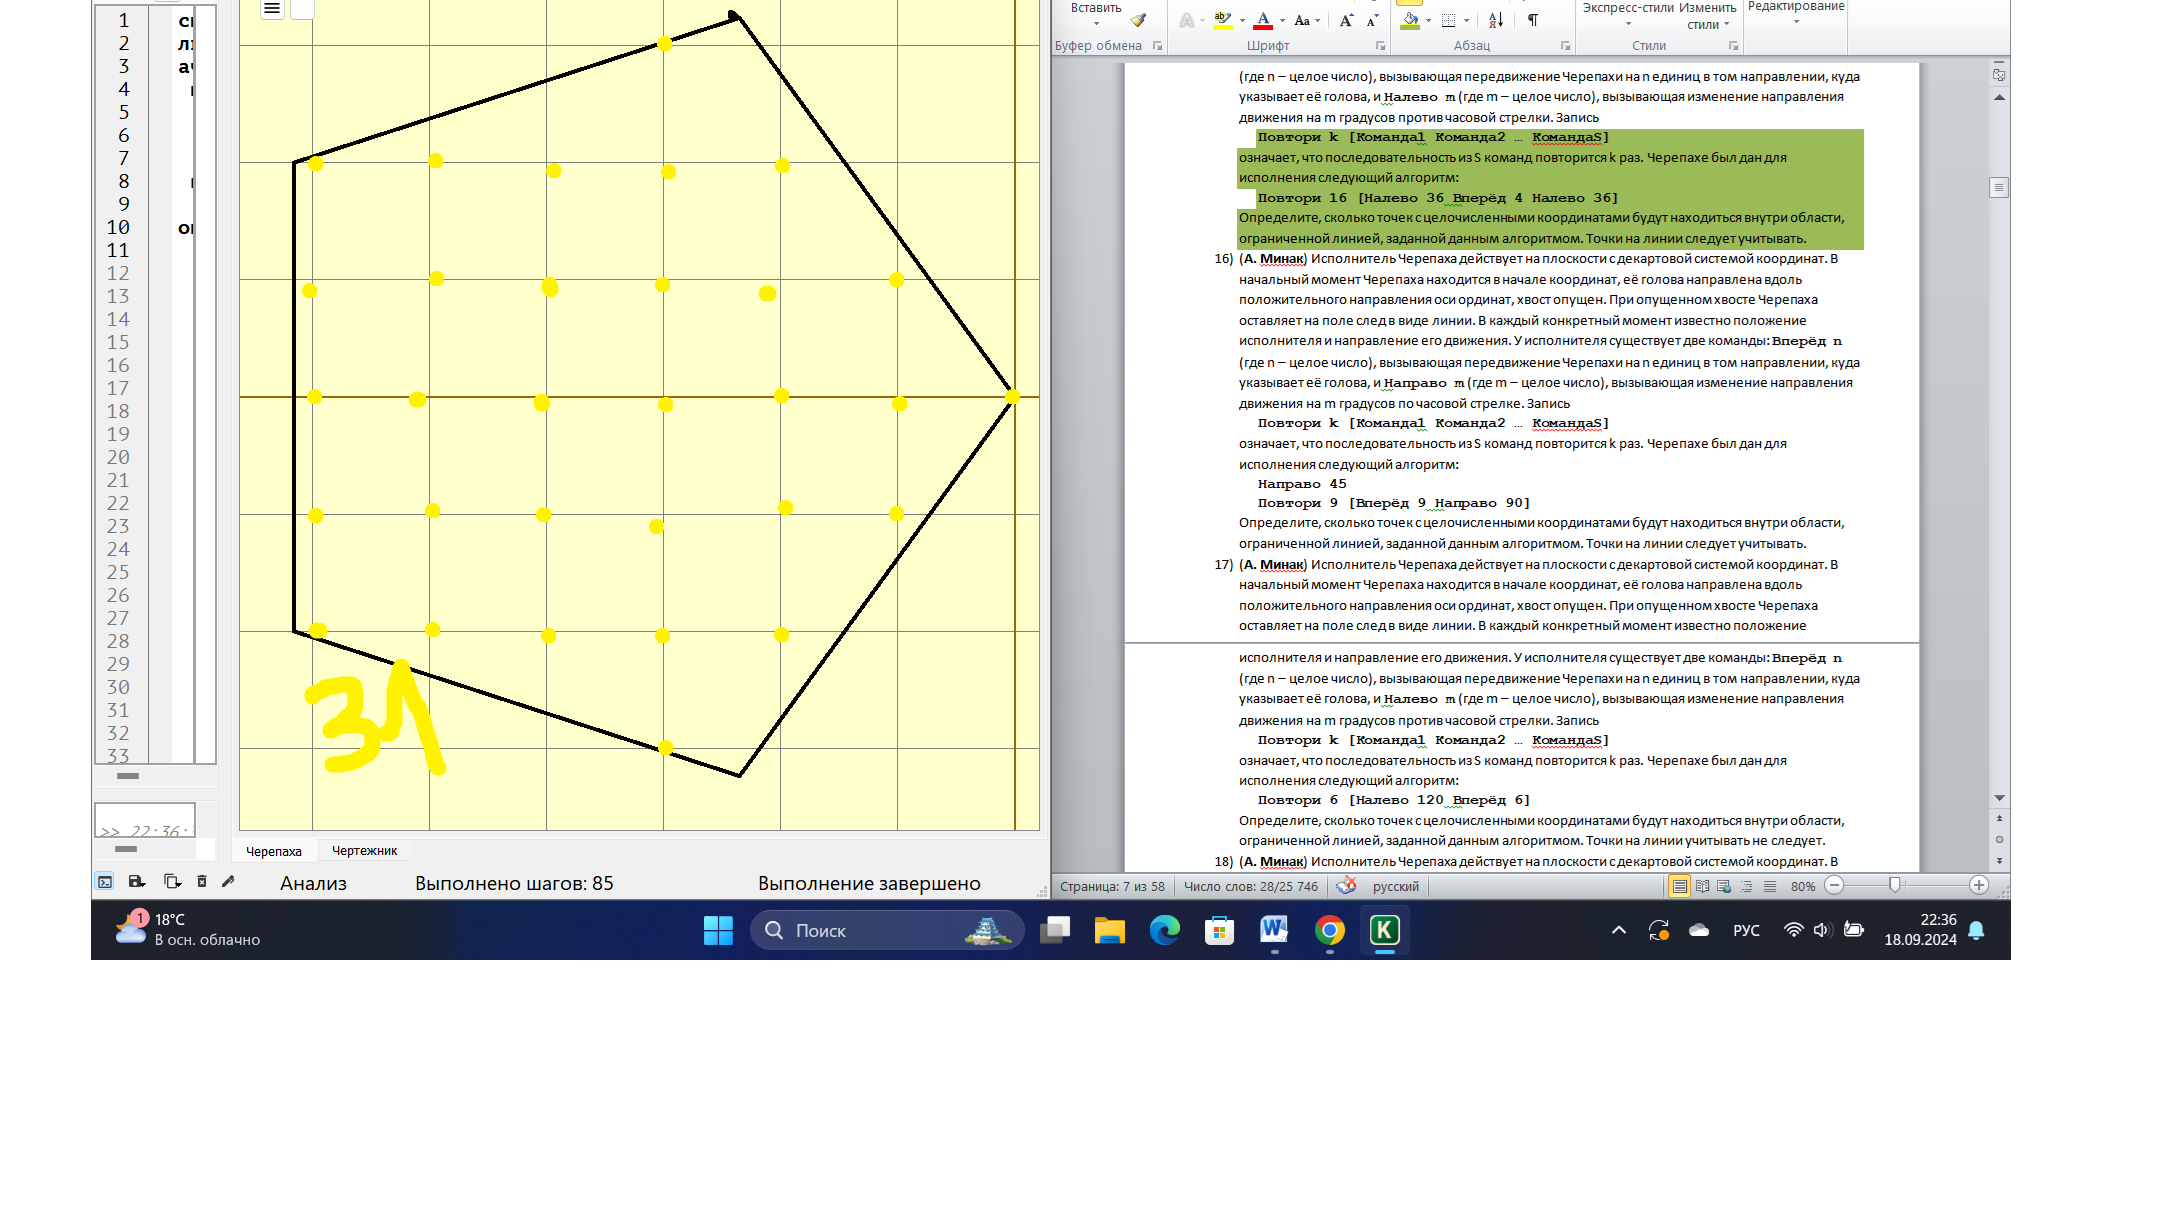 1
2
3
4
5
6
7
8
9
10
11
12
13
14
15
16
17
18
19
20
21
22
23
24
25
26
27
28
29
30
31
32
33
>> 22:36:
31
Черепаха Чертежник
Анализ Выполнено шагов: 85 Выполнение завершено
Вставить
Экспресс-стили Изменить стили
Редактирование
Буфер обмена Шрифт Абзац Стили
(где n – целое число), вызывающая передвижение Черепахи на n единиц в том направлении, куда
указывает её голова, и Налево m (где m – целое число), вызывающая изменение направления
движения на m градусов против часовой стрелки. Запись
Повтори k [Команда1 Команда2 … КомандаS]
означает, что последовательность из S команд повторится k раз. Черепахе был дан для
исполнения следующий алгоритм:
Повтори 16 [Налево 36 Вперёд 4 Налево 36]
Определите, сколько точек с целочисленными координатами будут находиться внутри области,
ограниченной линией, заданной данным алгоритмом. Точки на линии следует учитывать.
16) (А. Минак) Исполнитель Черепаха действует на плоскости с декартовой системой координат. В
начальный момент Черепаха находится в начале координат, её голова направлена вдоль
положительного направления оси ординат, хвост опущен. При опущенном хвосте Черепаха
оставляет на поле след в виде линии. В каждый конкретный момент известно положение
исполнителя и направление его движения. У исполнителя существует две команды: Вперёд n
(где n – целое число), вызывающая передвижение Черепахи на n единиц в том направлении, куда
указывает её голова, и Направо m (где m – целое число), вызывающая изменение направления
движения на m градусов по часовой стрелке. Запись
Повтори k [Команда1 Команда2 … КомандаS]
означает, что последовательность из S команд повторится k раз. Черепахе был дан для
исполнения следующий алгоритм:
Направо 45
Повтори 9 [Вперёд 9 Направо 90]
Определите, сколько точек с целочисленными координатами будут находиться внутри области,
ограниченной линией, заданной данным алгоритмом. Точки на линии следует учитывать.
17) (А. Минак) Исполнитель Черепаха действует на плоскости с декартовой системой координат. В
начальный момент Черепаха находится в начале координат, её голова направлена вдоль
положительного направления оси ординат, хвост опущен. При опущенном хвосте Черепаха
оставляет на поле след в виде линии. В каждый конкретный момент известно положение
исполнителя и направление его движения. У исполнителя существует две команды: Вперёд n
(где n – целое число), вызывающая передвижение Черепахи на n единиц в том направлении, куда
указывает её голова, и Налево m (где m – целое число), вызывающая изменение направления
движения на m градусов против часовой стрелки. Запись
Повтори k [Команда1 Команда2 … КомандаS]
означает, что последовательность из S команд повторится k раз. Черепахе был дан для
исполнения следующий алгоритм:
Повтори 6 [Налево 120 Вперёд 6]
Определите, сколько точек с целочисленными координатами будут находиться внутри области,
ограниченной линией, заданной данным алгоритмом. Точки на линии учитывать не следует.
18) (А. Минак) Исполнитель Черепаха действует на плоскости с декартовой системой координат. В
Страница: 7 из 58 Число слов: 28/25 746 русский 80%
1 18°C
В осн. облачно
Поиск
РУС
22:36
18.09.2024